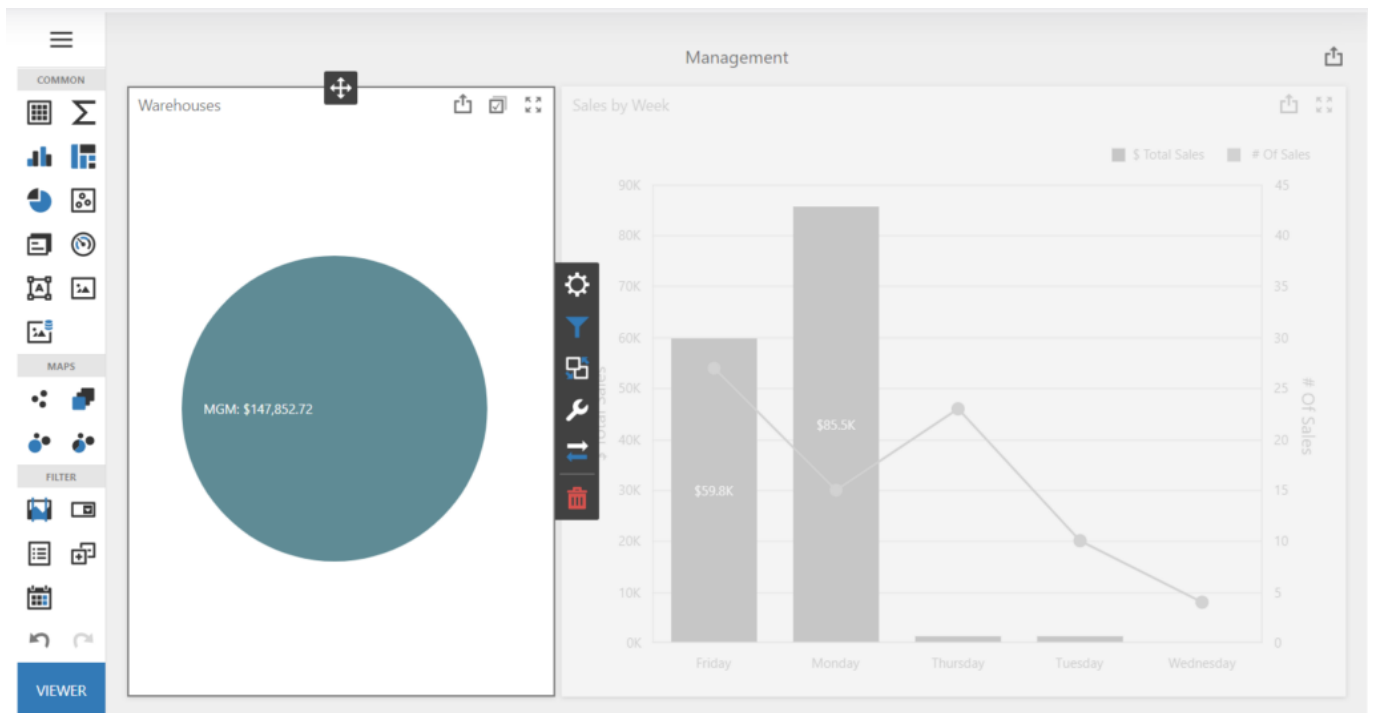 Management
COMMON
MAPS
FILTER
VIEWER
Warehouses
MGM: $147,852.72
Sales by Week
$ Total Sales # Of Sales
90K
80K
70K
60K
50K
40K
30K
20K
10K
0K
$ Total Sales
$59.8K
$85.5K
45
40
35
30
25
20
15
10
5
0
# Of Sales
Friday Monday Thursday Tuesday Wednesday